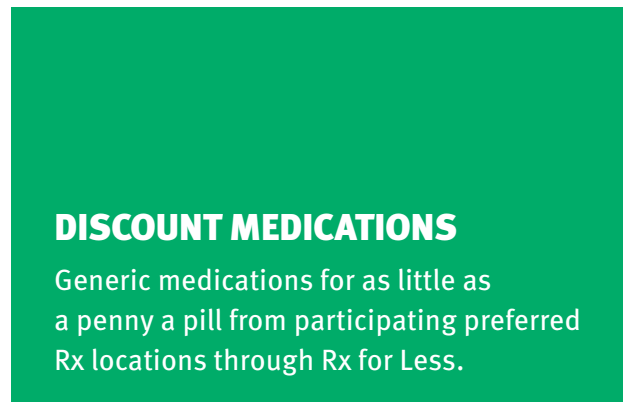 DISCOUNT MEDICATIONS
Generic medications for as little as
a penny a pill from participating preferred
Rx locations through Rx for Less.